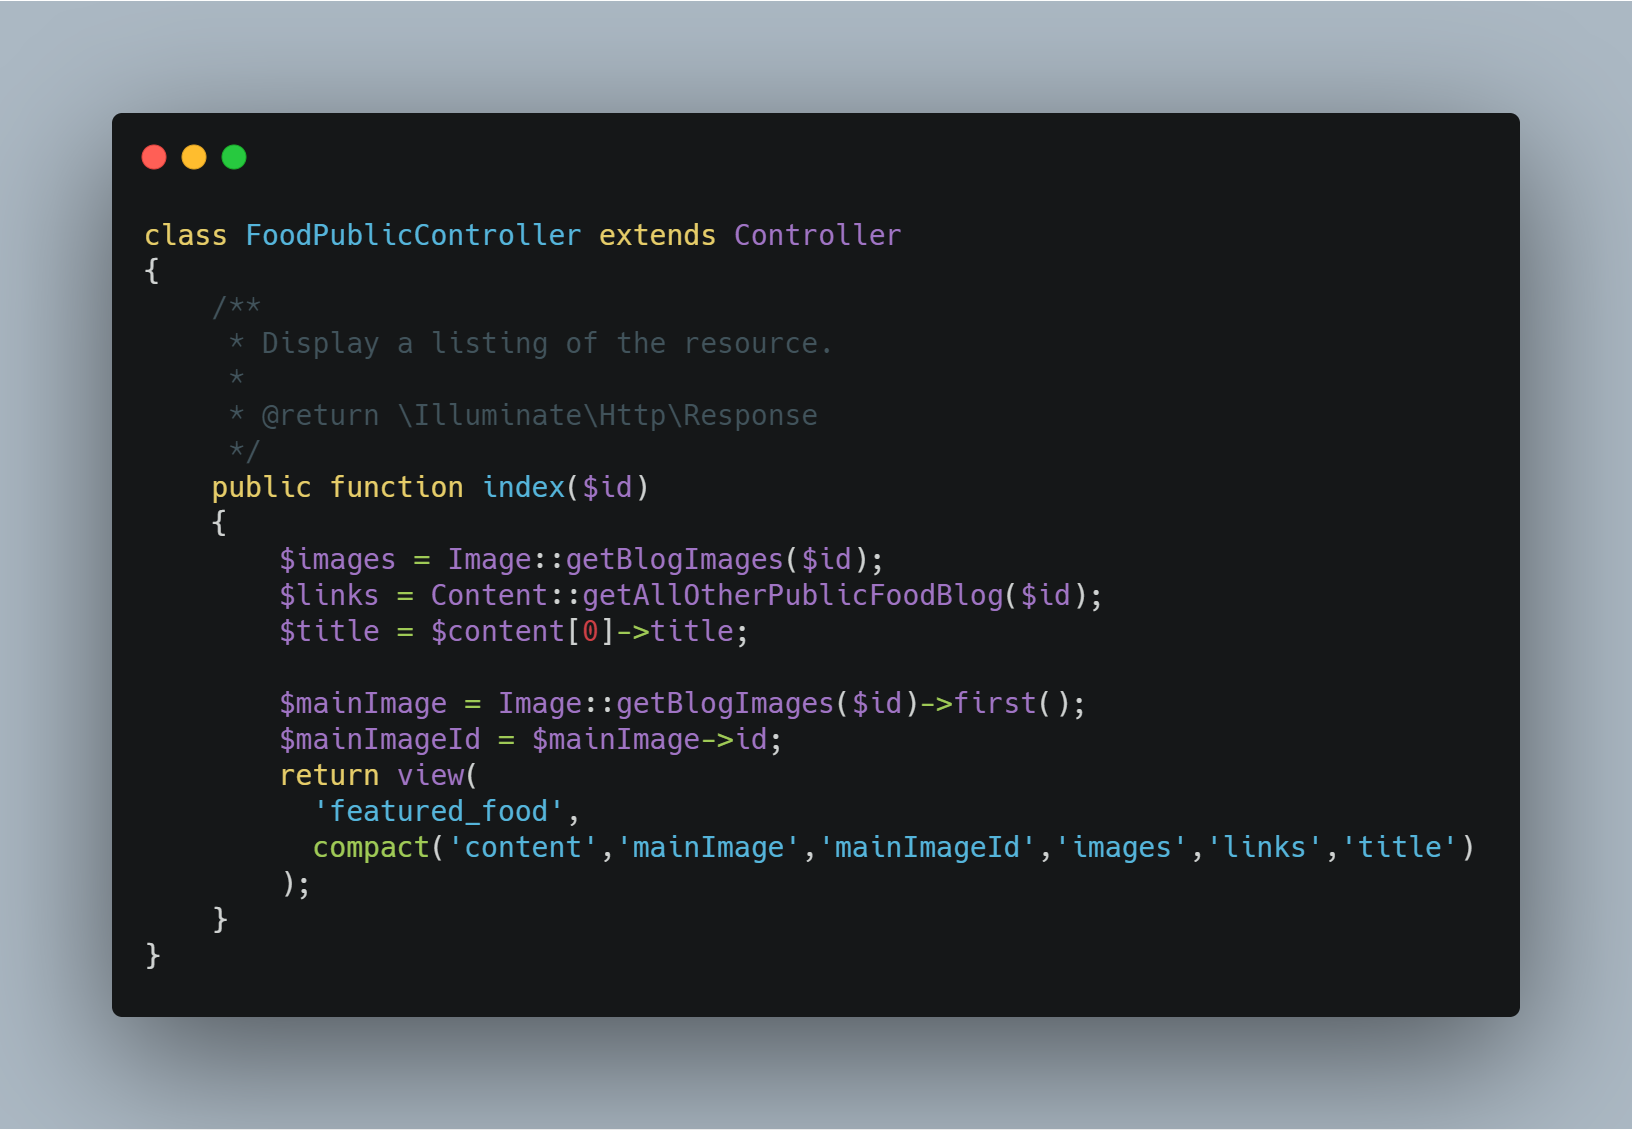 class FoodPublicController extends Controller
{
    /**
     * Display a listing of the resource.
     *
     * @return \Illuminate\Http\Response
     */
    public function index($id)
    {
        $images = Image::getBlogImages($id);
        $links = Content::getAllOtherPublicFoodBlog($id);
        $title = $content[0]->title;

        $mainImage = Image::getBlogImages($id)->first();
        $mainImageId = $mainImage->id;
        return view(
          'featured_food',
          compact('content','mainImage','mainImageId','images','links','title')
        );
    }
}